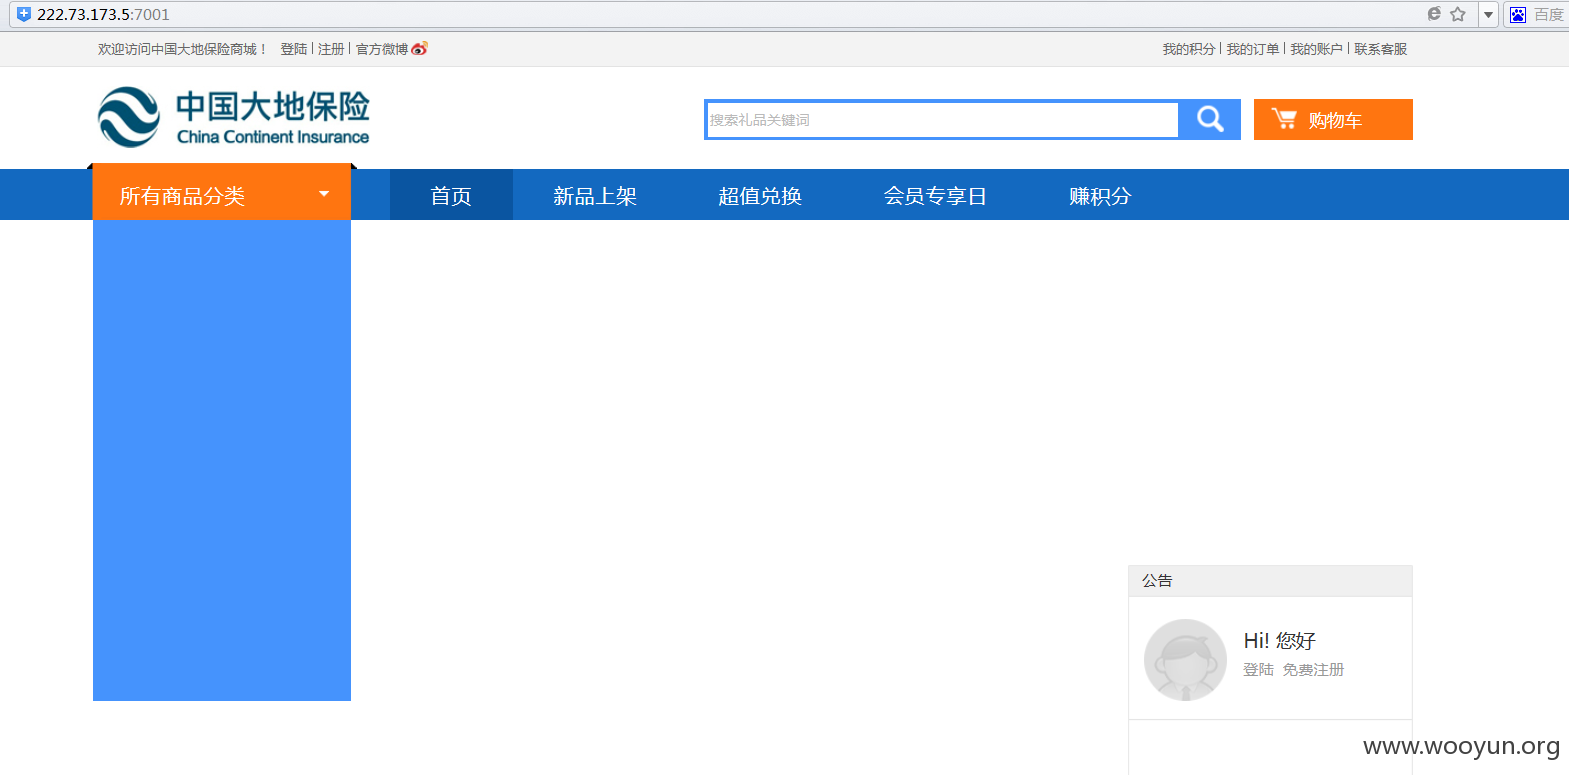 222.73.173.5:7001 百度
欢迎访问中国大地保险商城！ 登陆 | 注册 | 官方微博 我的积分 | 我的订单 | 我的账户 | 联系客服
中国大地保险
China Continent Insurance
搜索礼品关键词 购物车
所有商品分类 首页 新品上架 超值兑换 会员专享日 赚积分
公告
Hi! 您好
登陆 免费注册
www.wooyun.org